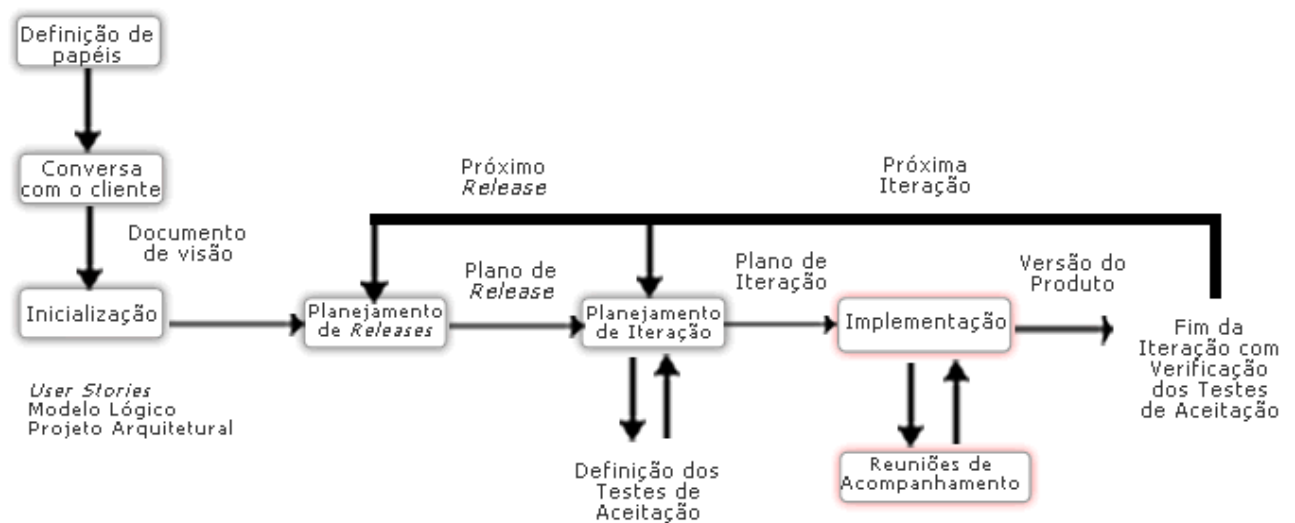 Definição de
papéis
Conversa
com o cliente
Documento
de visão
Inicialização
User Stories
Modelo Lógico
Projeto Arquitetural
Próximo
Release
Próxima
Iteração
Planejamento
de Releases
Plano de
Release
Planejamento
de Iteração
Plano de
Iteração
Implementação
Versão do
Produto
Fim da
Iteração com
Verificação
dos Testes
de Aceitação
Definição dos
Testes de
Aceitação
Reuniões de
Acompanhamento